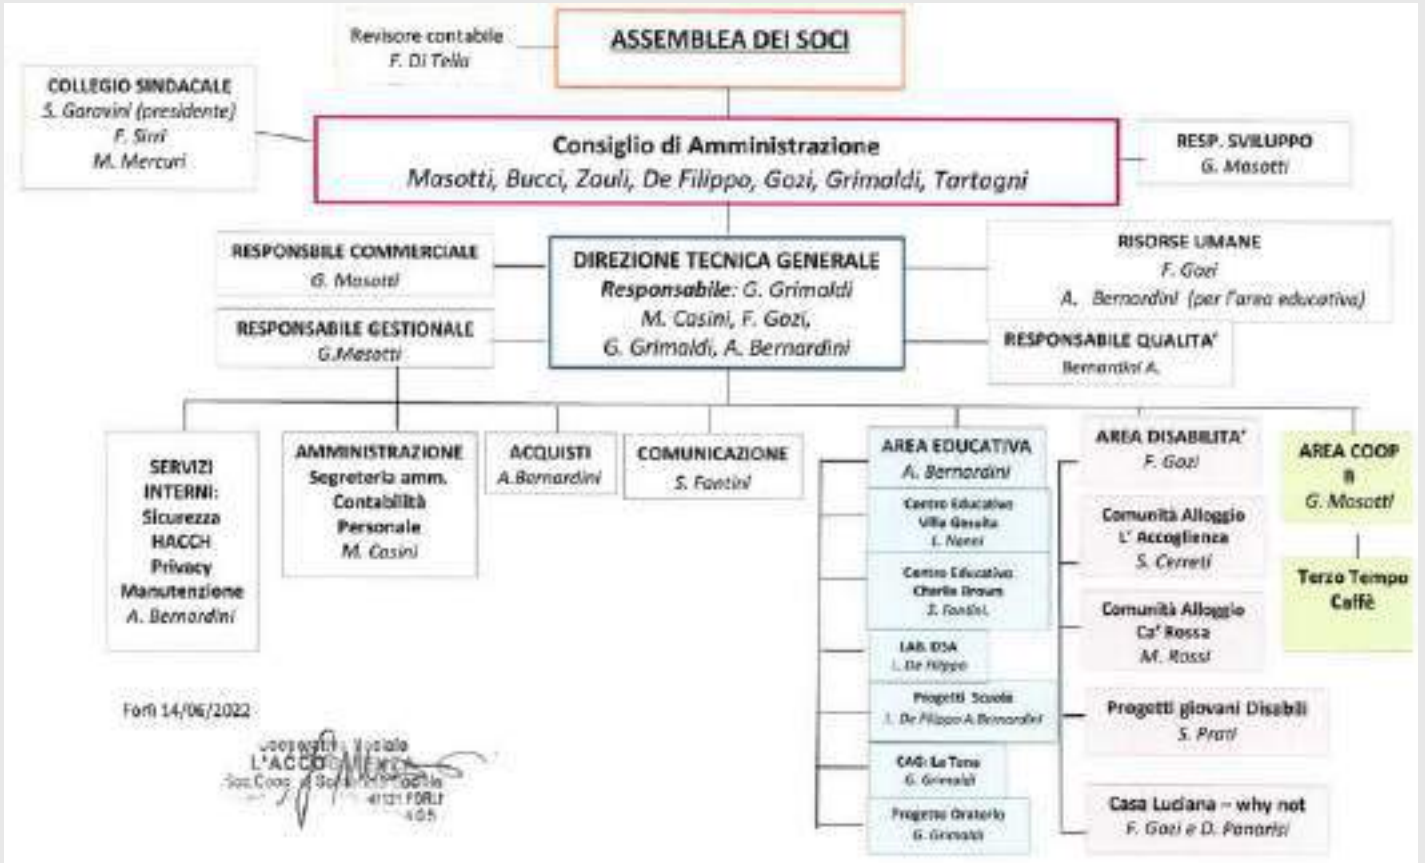 Revisore contabile
F. Di Tella
ASSEMBLEA DEI SOCI
COLLEGIO SINDACALE
S. Garavini (presidente)
F. Sirri
M. Mercuri
Consiglio di Amministrazione
Masotti, Bucci, Zauli, De Filippo, Gozi, Grimaldi, Tartagni
RESP. SVILUPPO
G. Masotti
RESPONSBILE COMMERCIALE
G. Masotti
RESPONSABILE GESTIONALE
G.Masotti
DIREZIONE TECNICA GENERALE
Responsabile: G. Grimaldi
M. Casini, F. Gozi,
G. Grimaldi, A. Bernardini
RISORSE UMANE
F. Gozi
A. Bernardini (per l'area educativa)
RESPONSABILE QUALITA'
Bernardini A.
SERVIZI
INTERNI:
Sicurezza
HACCH
Privacy
Manutenzione
A. Bernardini
AMMINISTRAZIONE
Segreteria amm.
Contabilità
Personale
M. Casini
ACQUISTI
A.Bernardini
COMUNICAZIONE
S. Fantini
AREA EDUCATIVA
A. Bernardini
Centro Educativo
Villa Gesuita
L. Nanni
Centro Educativo
Charlie Brown
S. Fantini.
LAB. DSA
I. De Filippo
Progetti Scuola
I. De Filippo A.Bernardini
CAG: La Tana
G. Grimaldi
Progetto Oratorio
G. Grimaldi
AREA DISABILITA'
F. Gozi
Comunità Alloggio
L' Accoglienza
S. Cerreti
Comunità Alloggio
Ca' Rossa
M. Rossi
Progetti giovani Disabili
S. Prati
Casa Luciana – why not
F. Gozi e D. Panarisi
AREA COOP
B
G. Masotti
Terzo Tempo
Caffè
Forlì 14/06/2022
Sociale
L'ACCO
Soc.Coop.
FORLI'